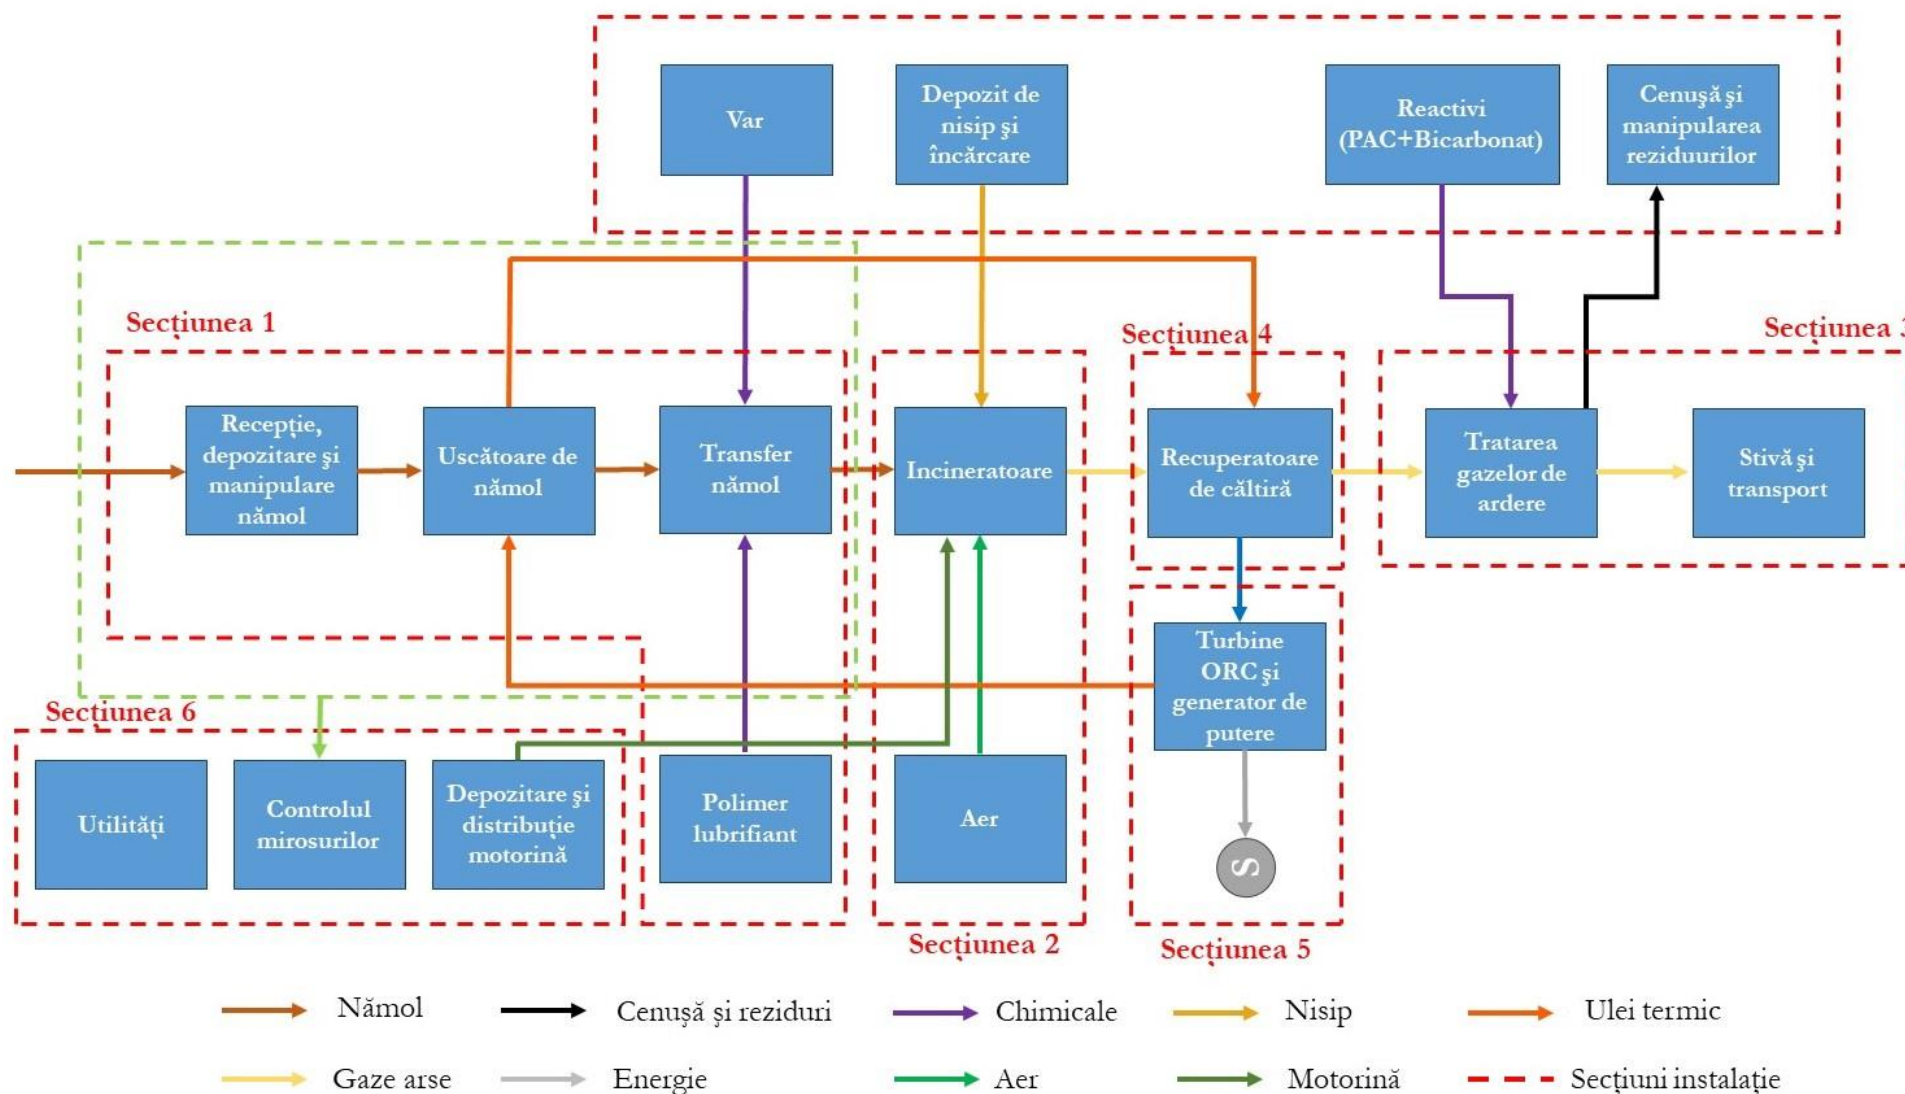 Var
Depozit de
nisip şi
încărcare
Reactivi
(PAC+Bicarbonat)
Cenuşă şi
manipularea
reziduurilor
Secţiunea 1
Secţiunea 4
Secţiunea 3
Recepţie,
depozitare şi
manipulare
nămol
Uscătoare de
nămol
Transfer
nămol
Incineratoare
Recuperatoare
de căltiră
Tratarea
gazelor de
ardere
Stivă şi
transport
Turbine
ORC şi
generator de
putere
Secţiunea 6
Utilităţi
Controlul
mirosurilor
Depozitare şi
distribuţie
motorină
Polimer
lubrifiant
Aer
S
Secţiunea 2
Secţiunea 5
Nămol
Cenuşă şi reziduri
Chimicale
Nisip
Ulei termic
Gaze arse
Energie
Aer
Motorină
Secţiuni instalaţie